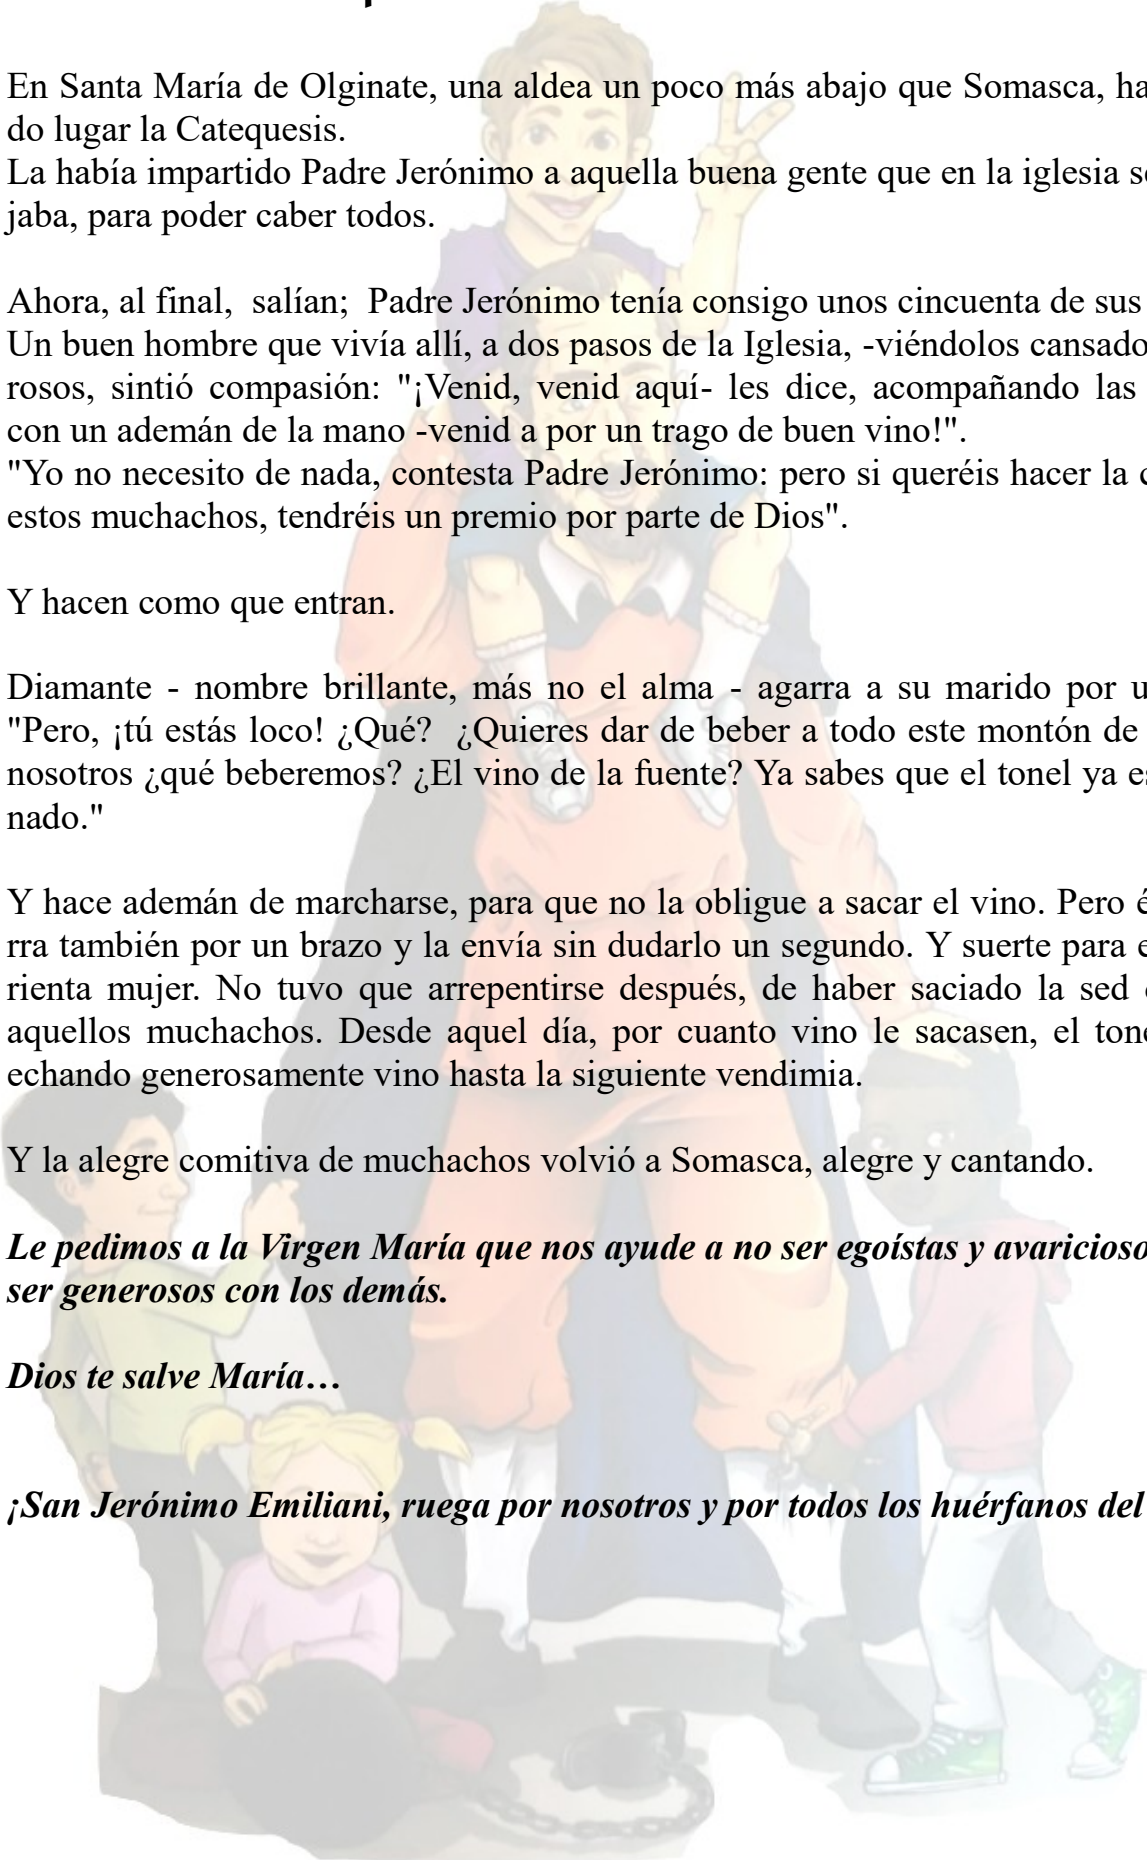 En Santa María de Olginate, una aldea un poco más abajo que Somasca, ha
do lugar la Catequesis.
La había impartido Padre Jerónimo a aquella buena gente que en la iglesia
jaba, para poder caber todos.
Ahora, al final, salían; Padre Jerónimo tenía consigo unos cincuenta de sus
Un buen hombre que vivía allí, a dos pasos de la Iglesia, -viéndolos cansado
rosos, sintió compasión: "¡Venid, venid aquí- les dice, acompañando las
con un ademán de la mano -venid a por un trago de buen vino!".
"Yo no necesito de nada, contesta Padre Jerónimo: pero si queréis hacer la
estos muchachos, tendréis un premio por parte de Dios".
Y hacen como que entran.
Diamante - nombre brillante, más no el alma - agarra a su marido por u
"Pero, ¡tú estás loco! ¿Qué? ¿Quieres dar de beber a todo este montón de
nosotros ¿qué beberemos? ¿El vino de la fuente? Ya sabes que el tonel ya es
nado."
Y hace ademán de marcharse, para que no la obligue a sacar el vino. Pero é
rra también por un brazo y la envía sin dudarlo un segundo. Y suerte para e
rienta mujer. No tuvo que arrepentirse después, de haber saciado la sed
aquellos muchachos. Desde aquel día, por cuanto vino le sacasen, el tone
echando generosamente vino hasta la siguiente vendimia.
Y la alegre comitiva de muchachos volvió a Somasca, alegre y cantando.
Le pedimos a la Virgen María que nos ayude a no ser egoístas y avaricioso
ser generosos con los demás.
Dios te salve María…
¡San Jerónimo Emiliani, ruega por nosotros y por todos los huérfanos del